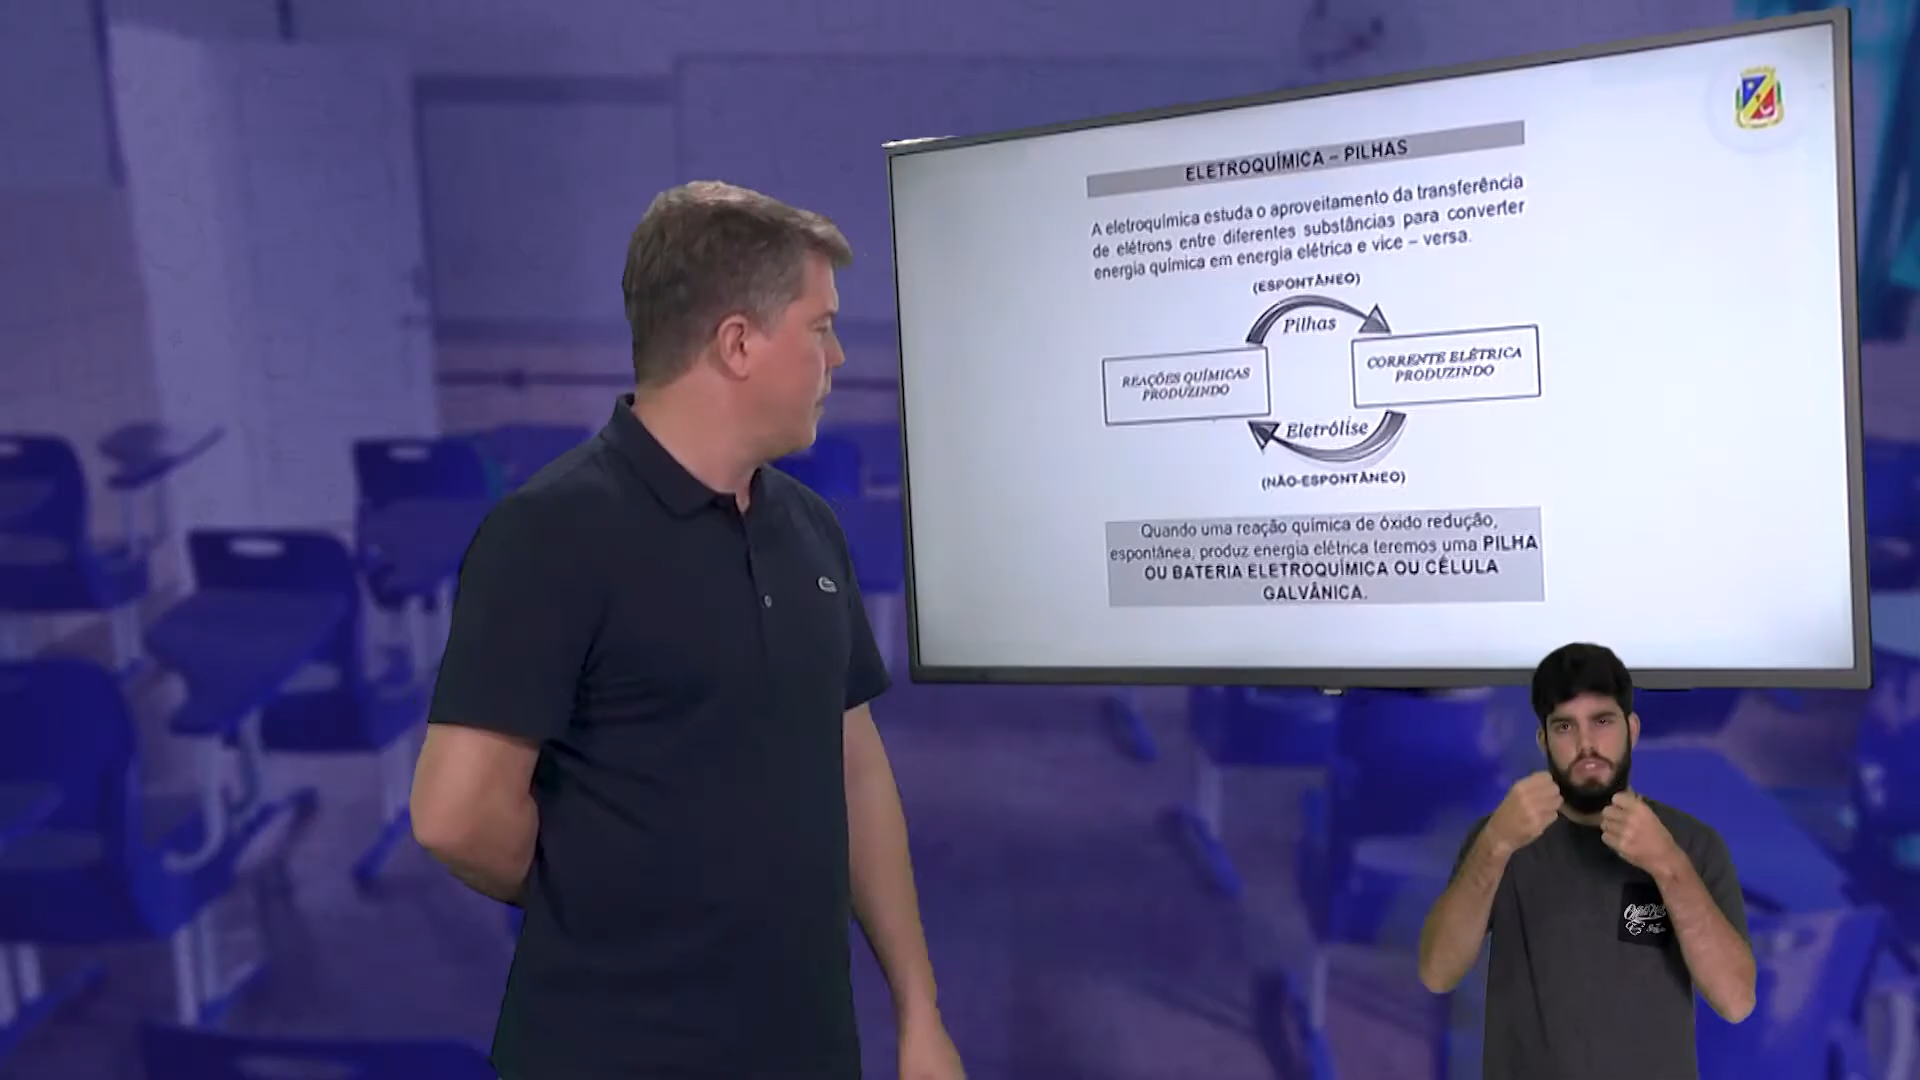 ELETROQUÍMICA – PILHAS
A eletroquímica estuda o aproveitamento da transferência
de elétrons entre diferentes substâncias para converter
energia química em energia elétrica e vice – versa.
(ESPONTÂNEO)
Pilhas
REAÇÕES QUÍMICAS
PRODUZINDO
CORRENTE ELÉTRICA
PRODUZINDO
Eletrólise
(NÃO-ESPONTÂNEO)
Quando uma reação química de óxido redução,
espontânea, produz energia elétrica teremos uma PILHA
OU BATERIA ELETROQUÍMICA OU CÉLULA
GALVÂNICA.